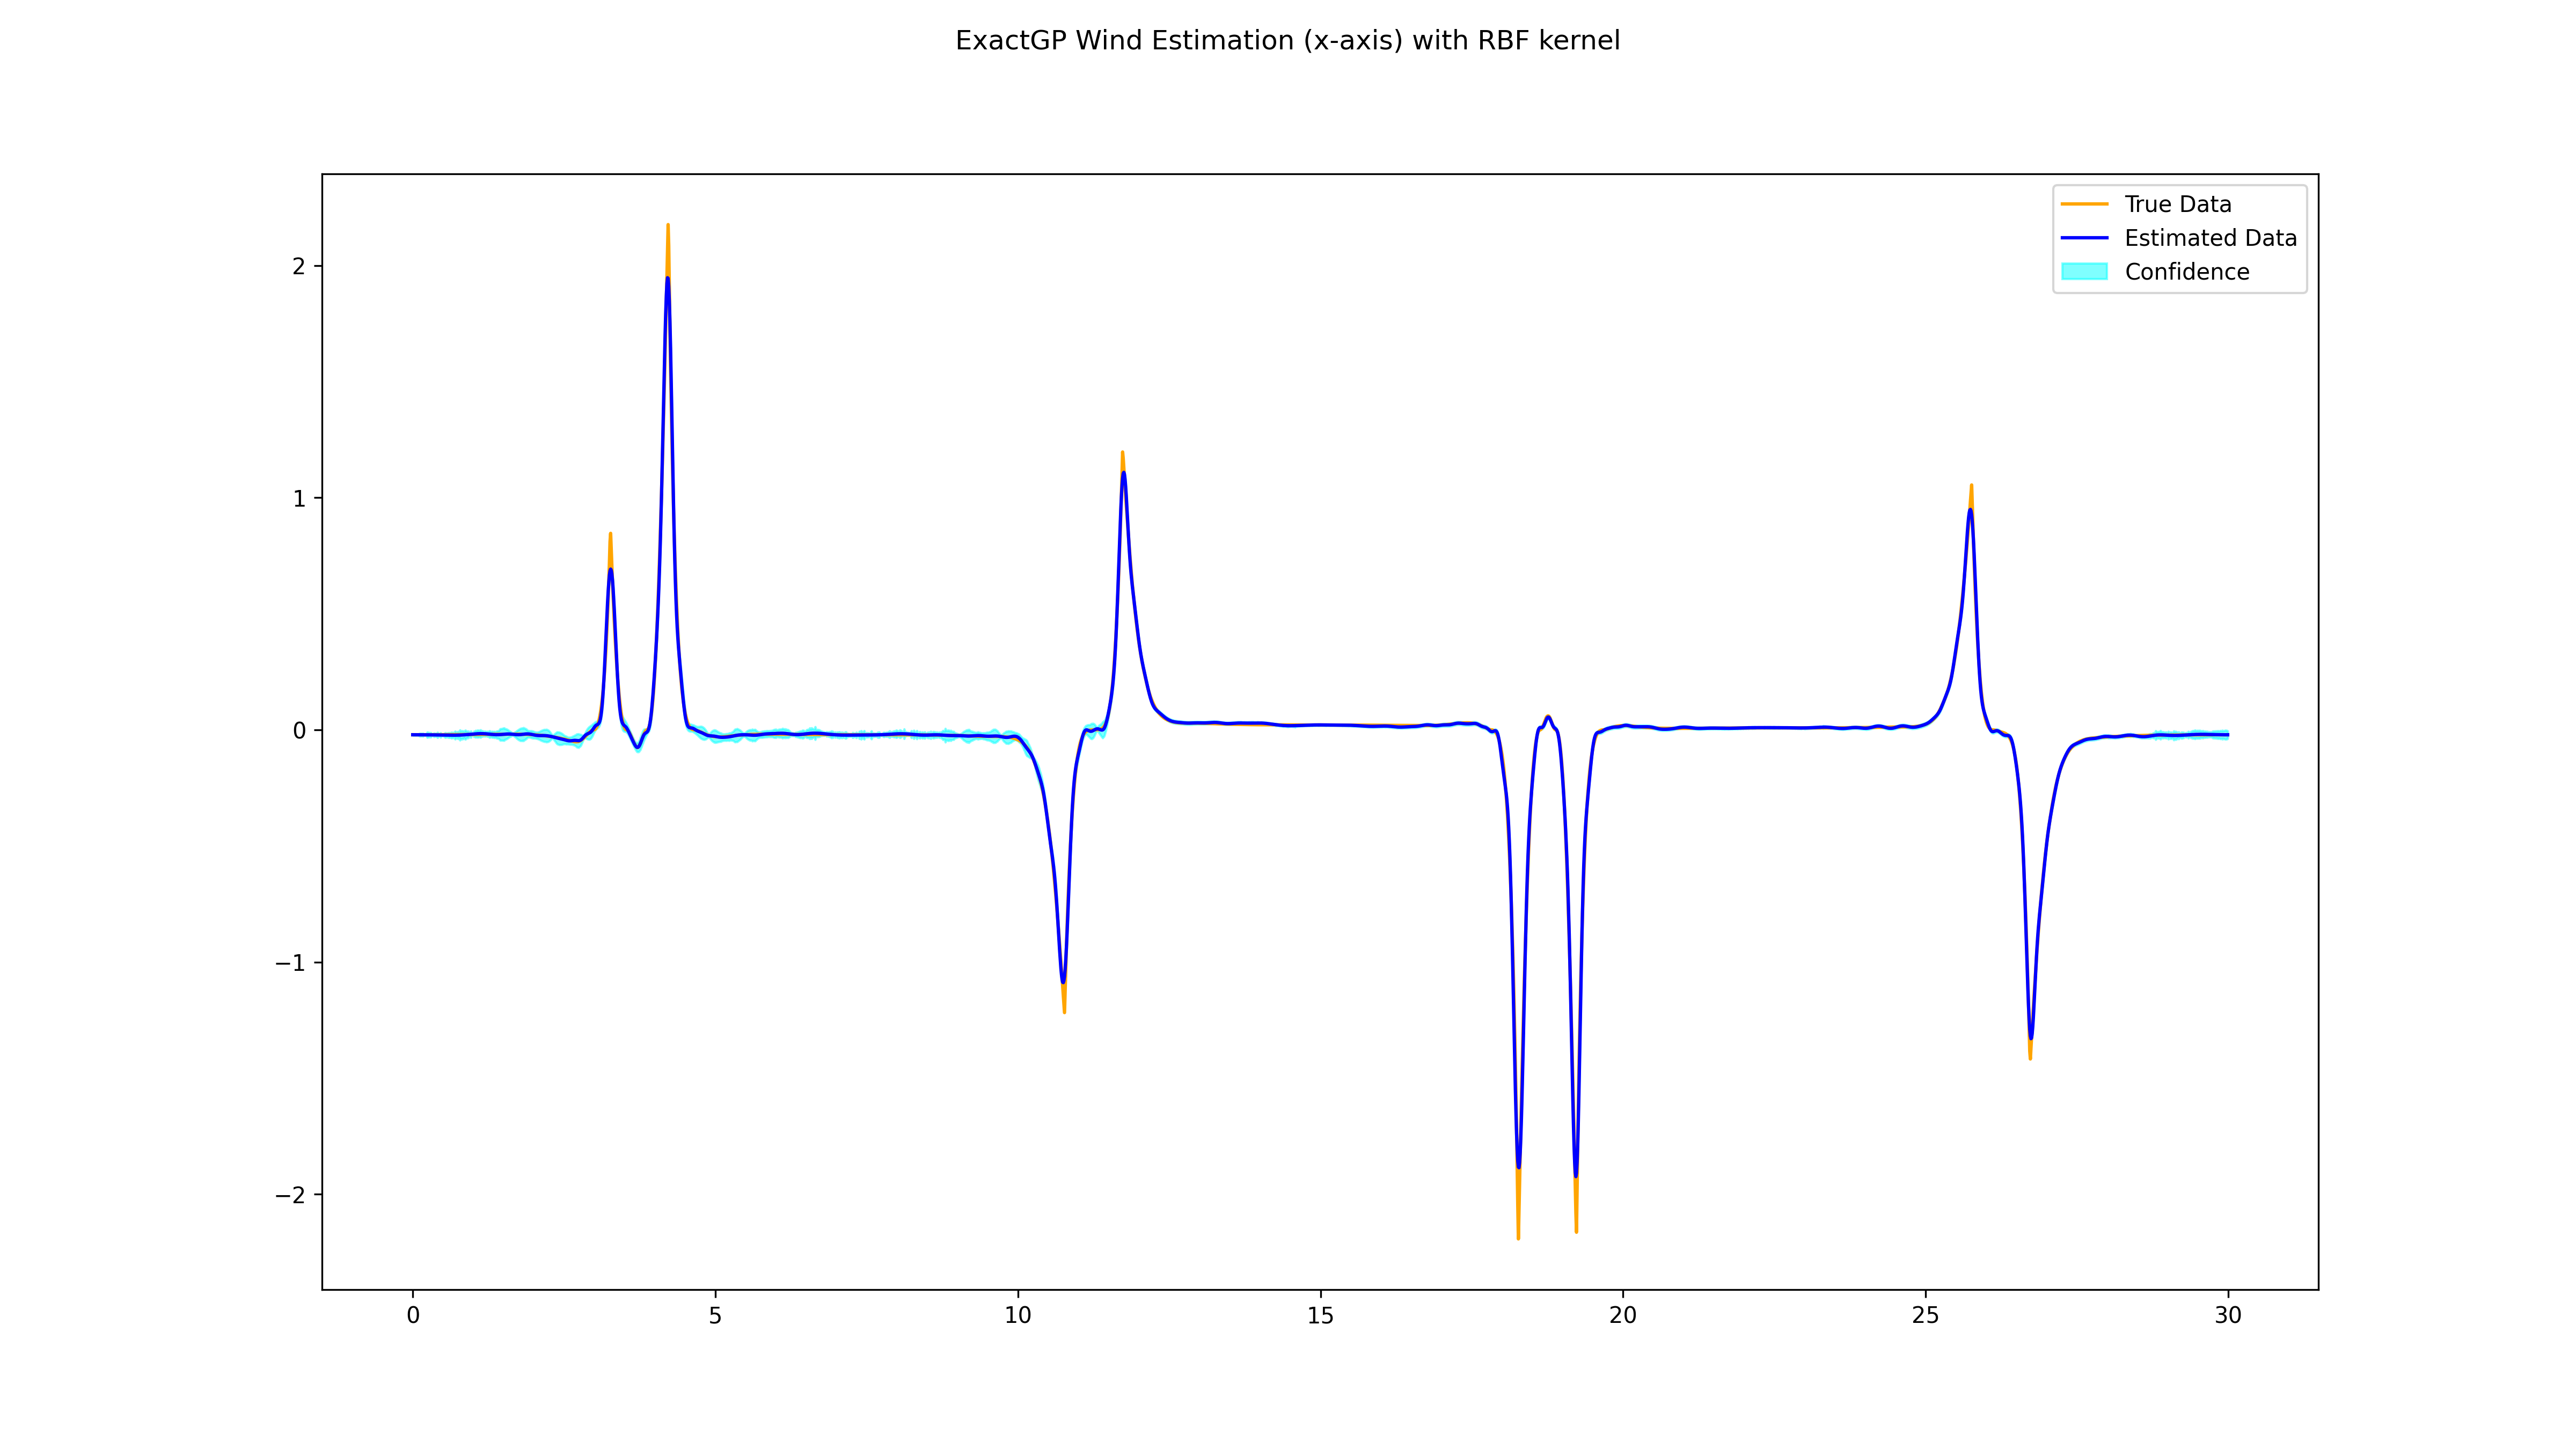 ExactGP Wind Estimation (x-axis) with RBF kernel
True Data
Estimated Data
Confidence
2
1
0
−1
−2
0 5 10 15 20 25 30